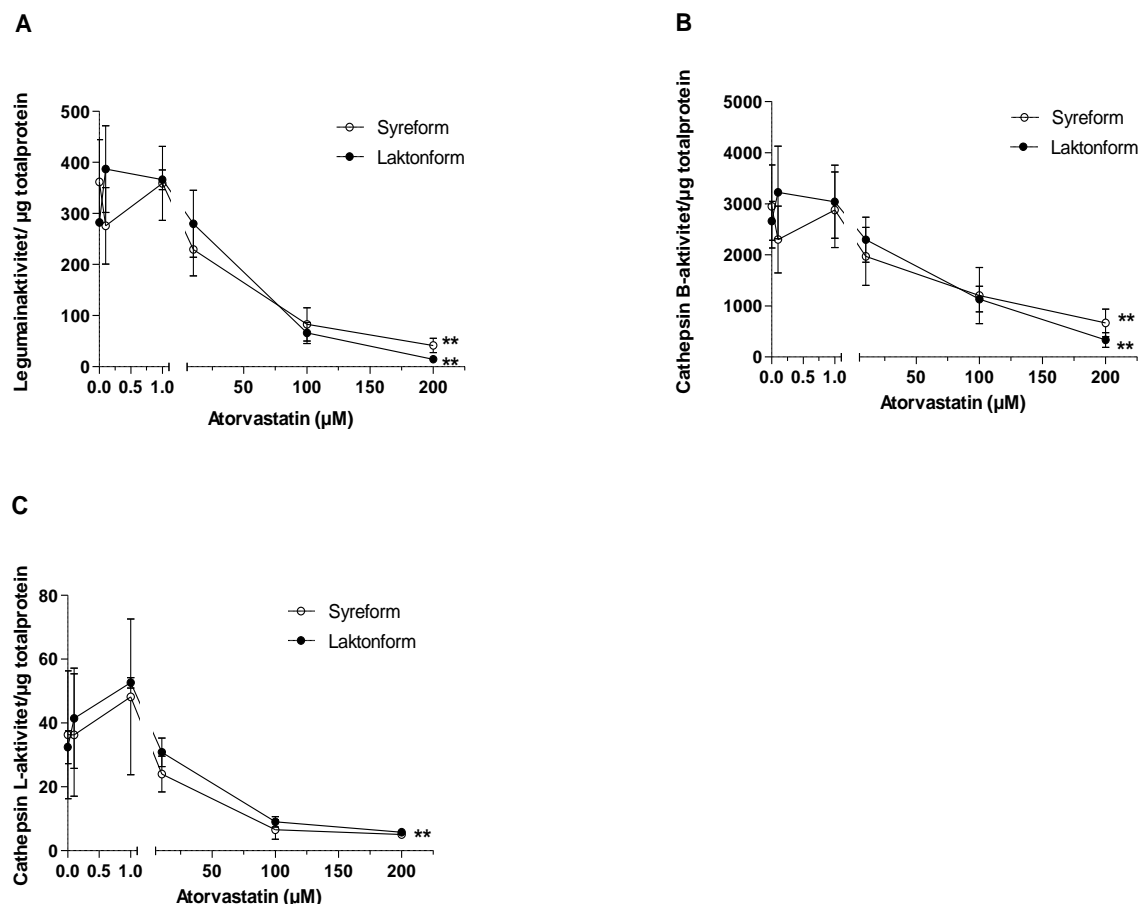 A
Legumainaktivitet/ µg totalprotein
500
400
300
200
100
0
Syreform
Laktonform
**
**
0.0 0.5 1.0 50 100 150 200
Atorvastatin (µM)
B
Cathepsin B-aktivitet/µg totalprotein
5000
4000
3000
2000
1000
0
Syreform
Laktonform
**
**
0.0 0.5 1.0 50 100 150 200
Atorvastatin (µM)
C
Cathepsin L-aktivitet/µg totalprotein
80
60
40
20
0
Syreform
Laktonform
**
0.0 0.5 1.0 50 100 150 200
Atorvastatin (µM)